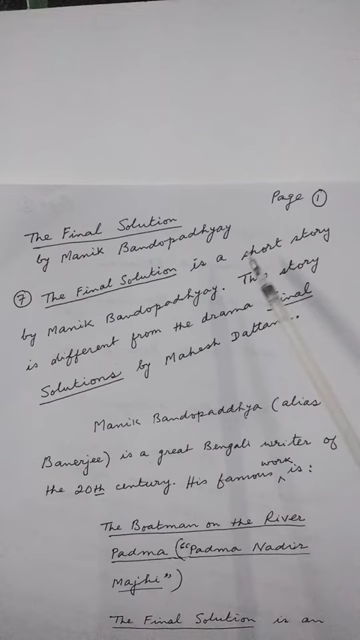 Page ①
The Final Solution
by Manik Bandopadhyay
⑦ The Final Solution is a short story
by Manik Bandopadhyay. This story
is different from the drama Final
Solutions by Mahesh Dattani.
Manik Bandopaddhya (alias
Banerjee) is a great Bengali writer of
the 20th century. His famous work is:
The Boatman on the River
Padma ("Padma Nadir
Majhi")
The Final Solution is an